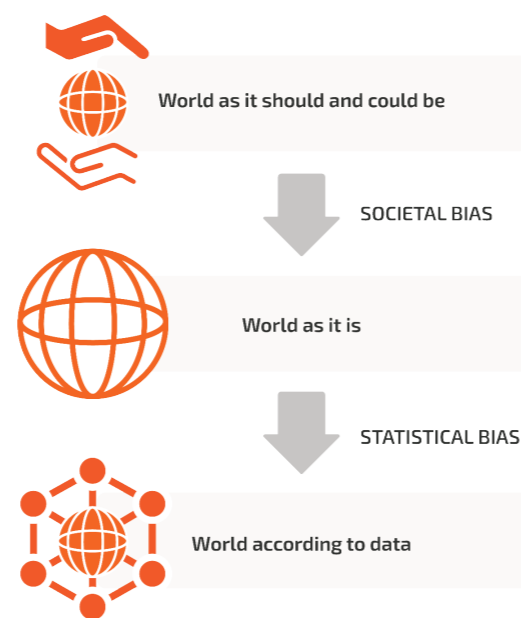 World as it should and could be
SOCIETAL BIAS
World as it is
STATISTICAL BIAS
World according to data